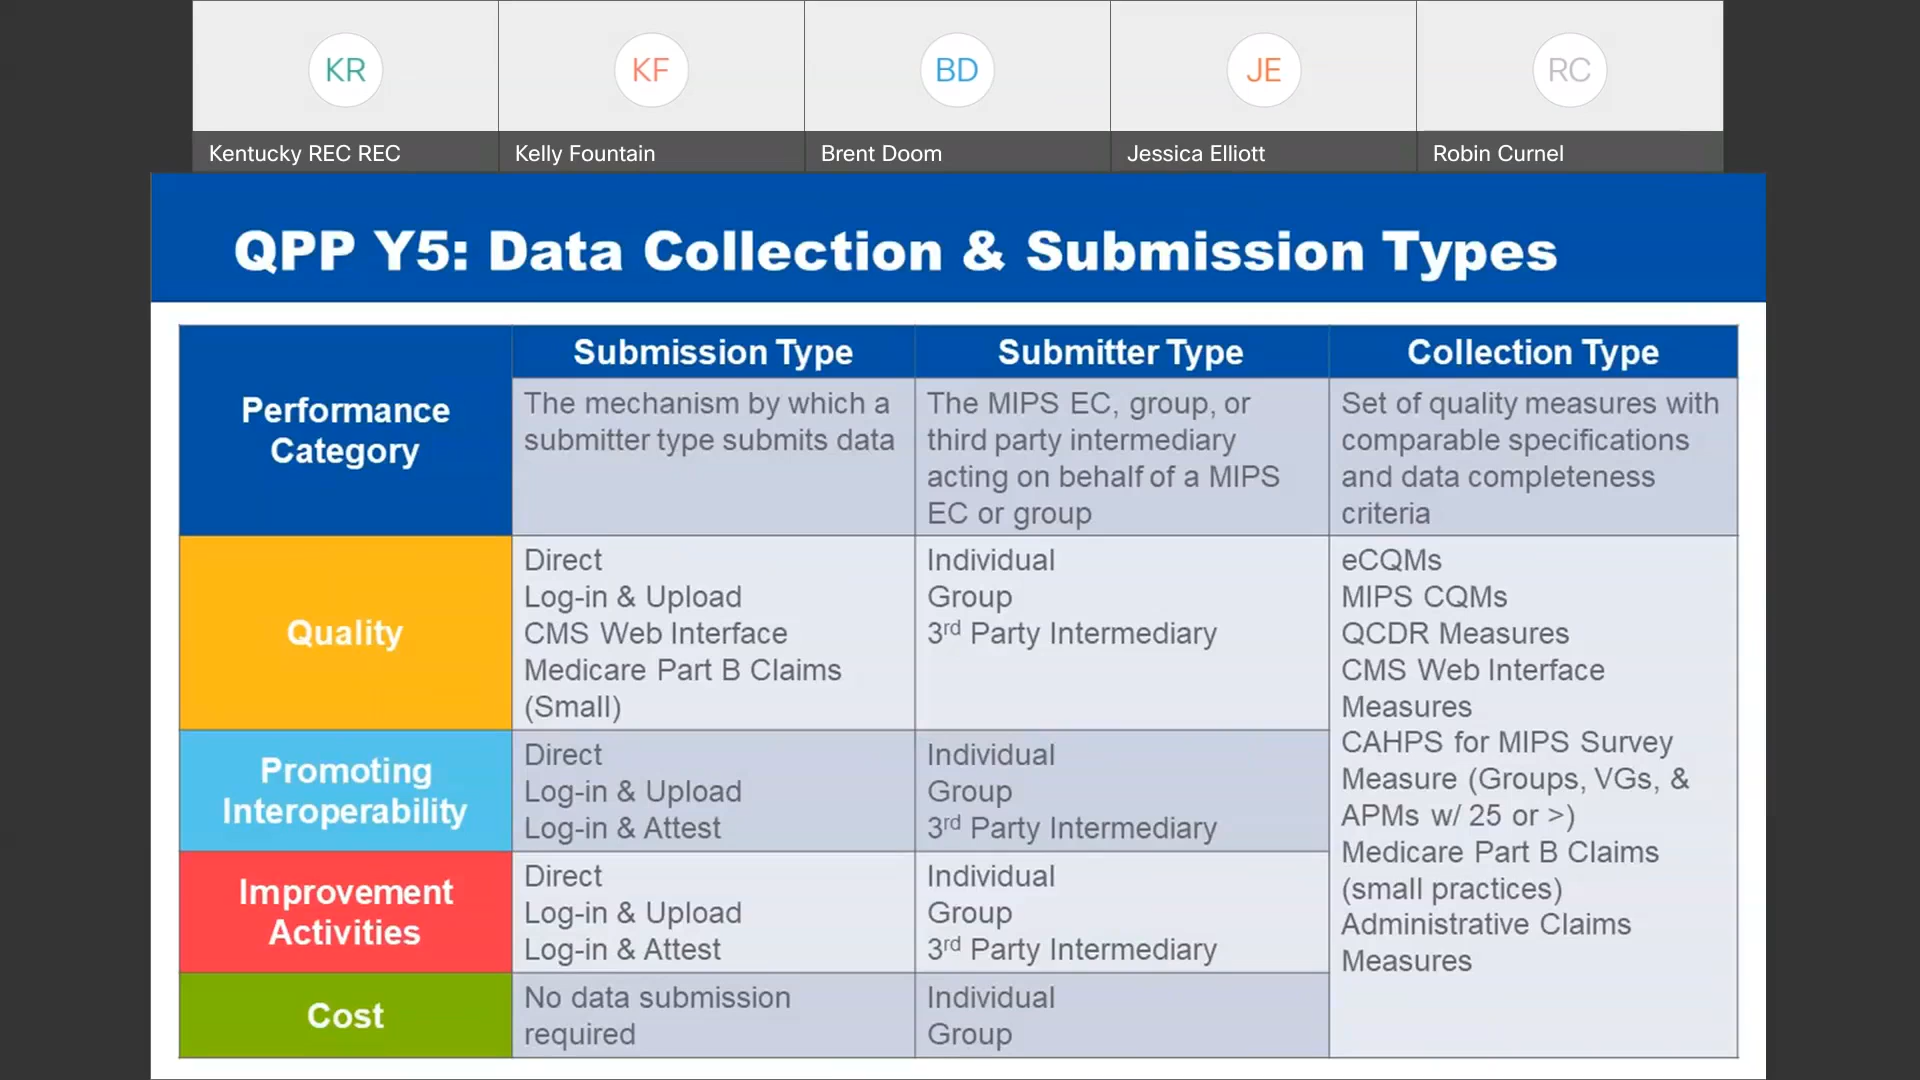 KR
KF
BD
JE
RC
Kentucky REC REC
Kelly Fountain
Brent Doom
Jessica Elliott
Robin Curnel
QPP Y5: Data Collection & Submission Types
Performance
Category
Submission Type
Submitter Type
Collection Type
The mechanism by which a
submitter type submits data
The MIPS EC, group, or
third party intermediary
acting on behalf of a MIPS
EC or group
Set of quality measures with
comparable specifications
and data completeness
criteria
Quality
Direct
Log-in & Upload
CMS Web Interface
Medicare Part B Claims
(Small)
Individual
Group
3rd Party Intermediary
eCQMs
MIPS CQMs
QCDR Measures
CMS Web Interface
Measures
CAHPS for MIPS Survey
Measure (Groups, VGs, &
APMs w/ 25 or >)
Medicare Part B Claims
(small practices)
Administrative Claims
Measures
Promoting
Interoperability
Direct
Log-in & Upload
Log-in & Attest
Individual
Group
3rd Party Intermediary
Improvement
Activities
Direct
Log-in & Upload
Log-in & Attest
Individual
Group
3rd Party Intermediary
Cost
No data submission
required
Individual
Group